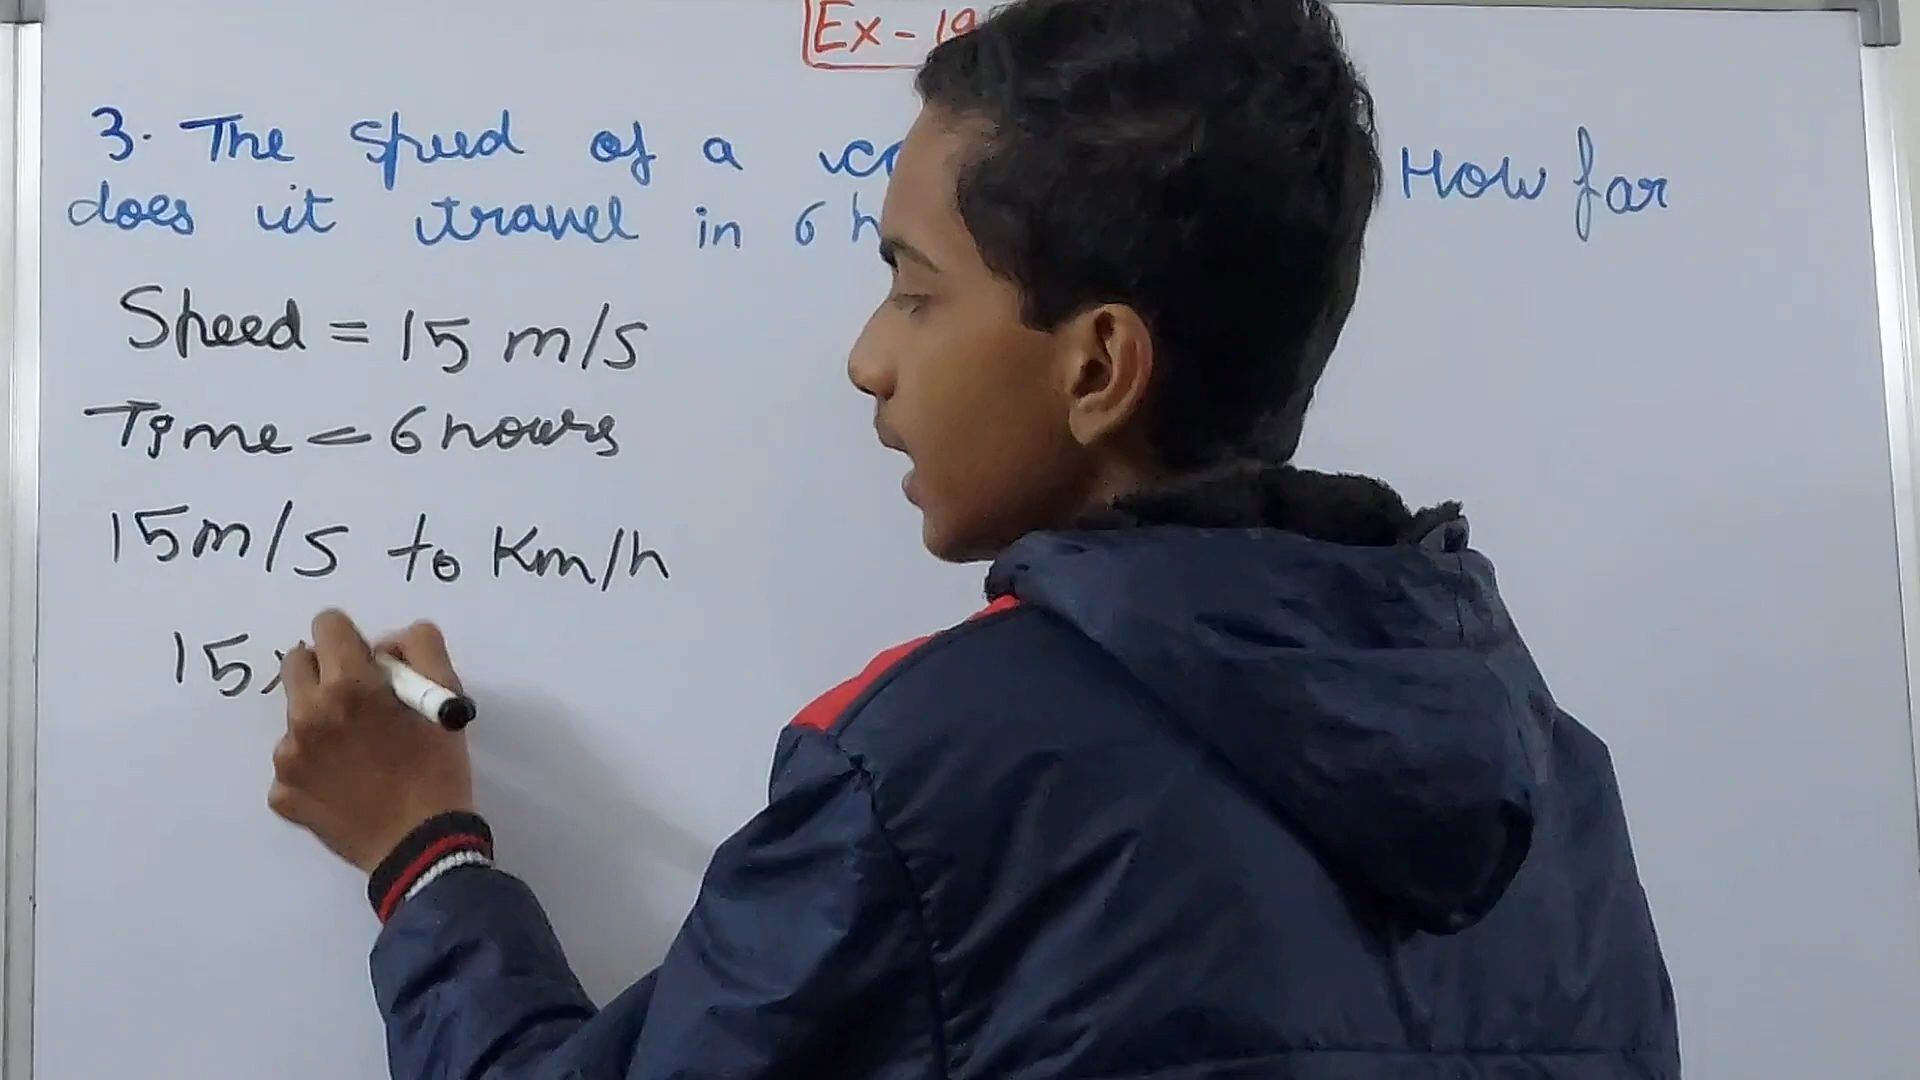 Ex - 19
3. The speed of a How far
does it travel in 6
Speed = 15 m/s
Time = 6 hours
15m/s to Km/h
15x